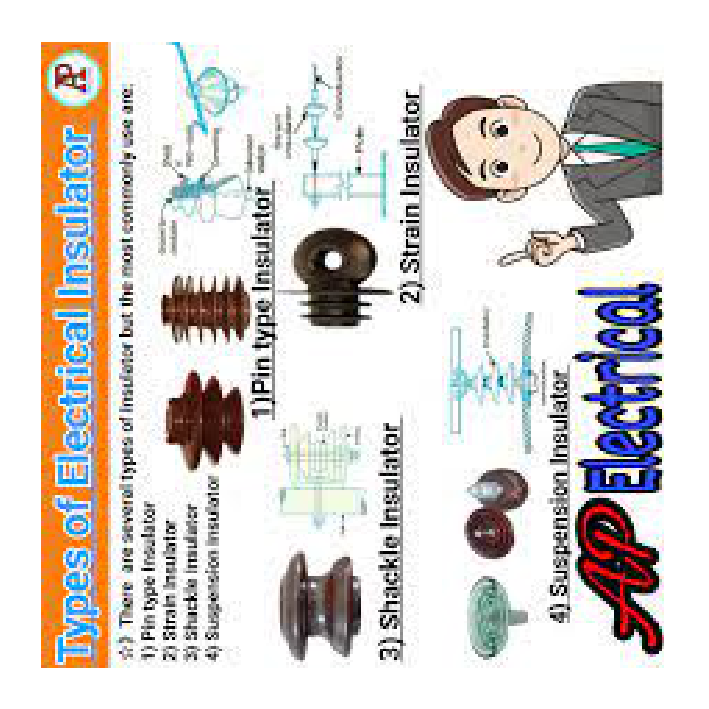 Types of Electrical Insulator
AP
☆》 There are several types of Insulator but the most commonly use are.
1) Pin type Insulator
2) Strain Insulator
3) Shackle Insulator
4) Suspension Insulator
1)Pin type Insulator
2) Strain Insulator
3) Shackle Insulator
Insulator
4) Suspension Insulator
AP Electrical